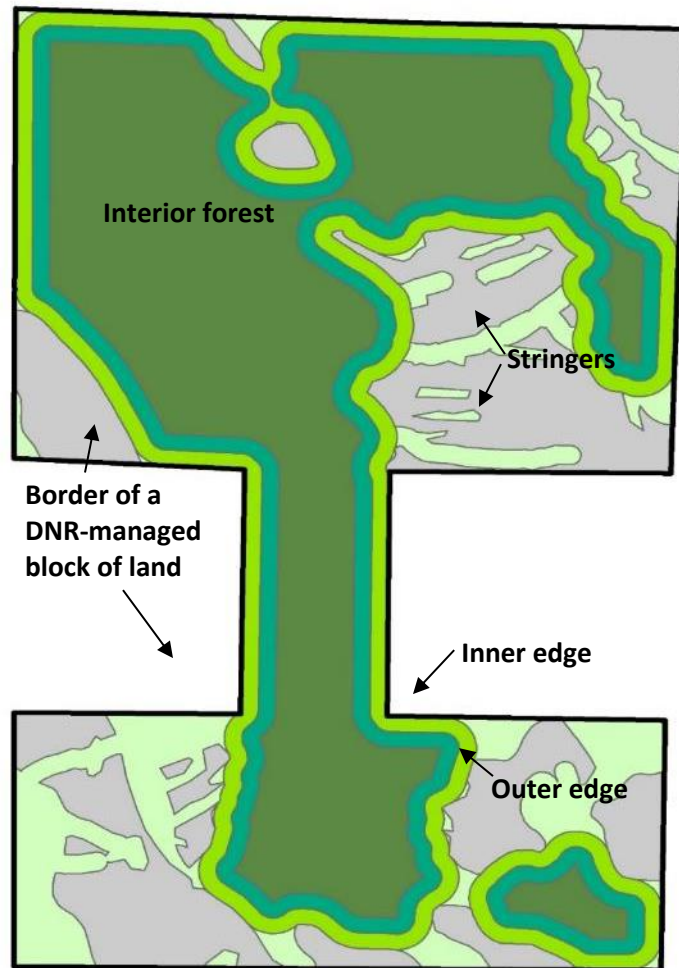 Interior forest
Stringers
Border of a
DNR-managed
block of land
Inner edge
Outer edge